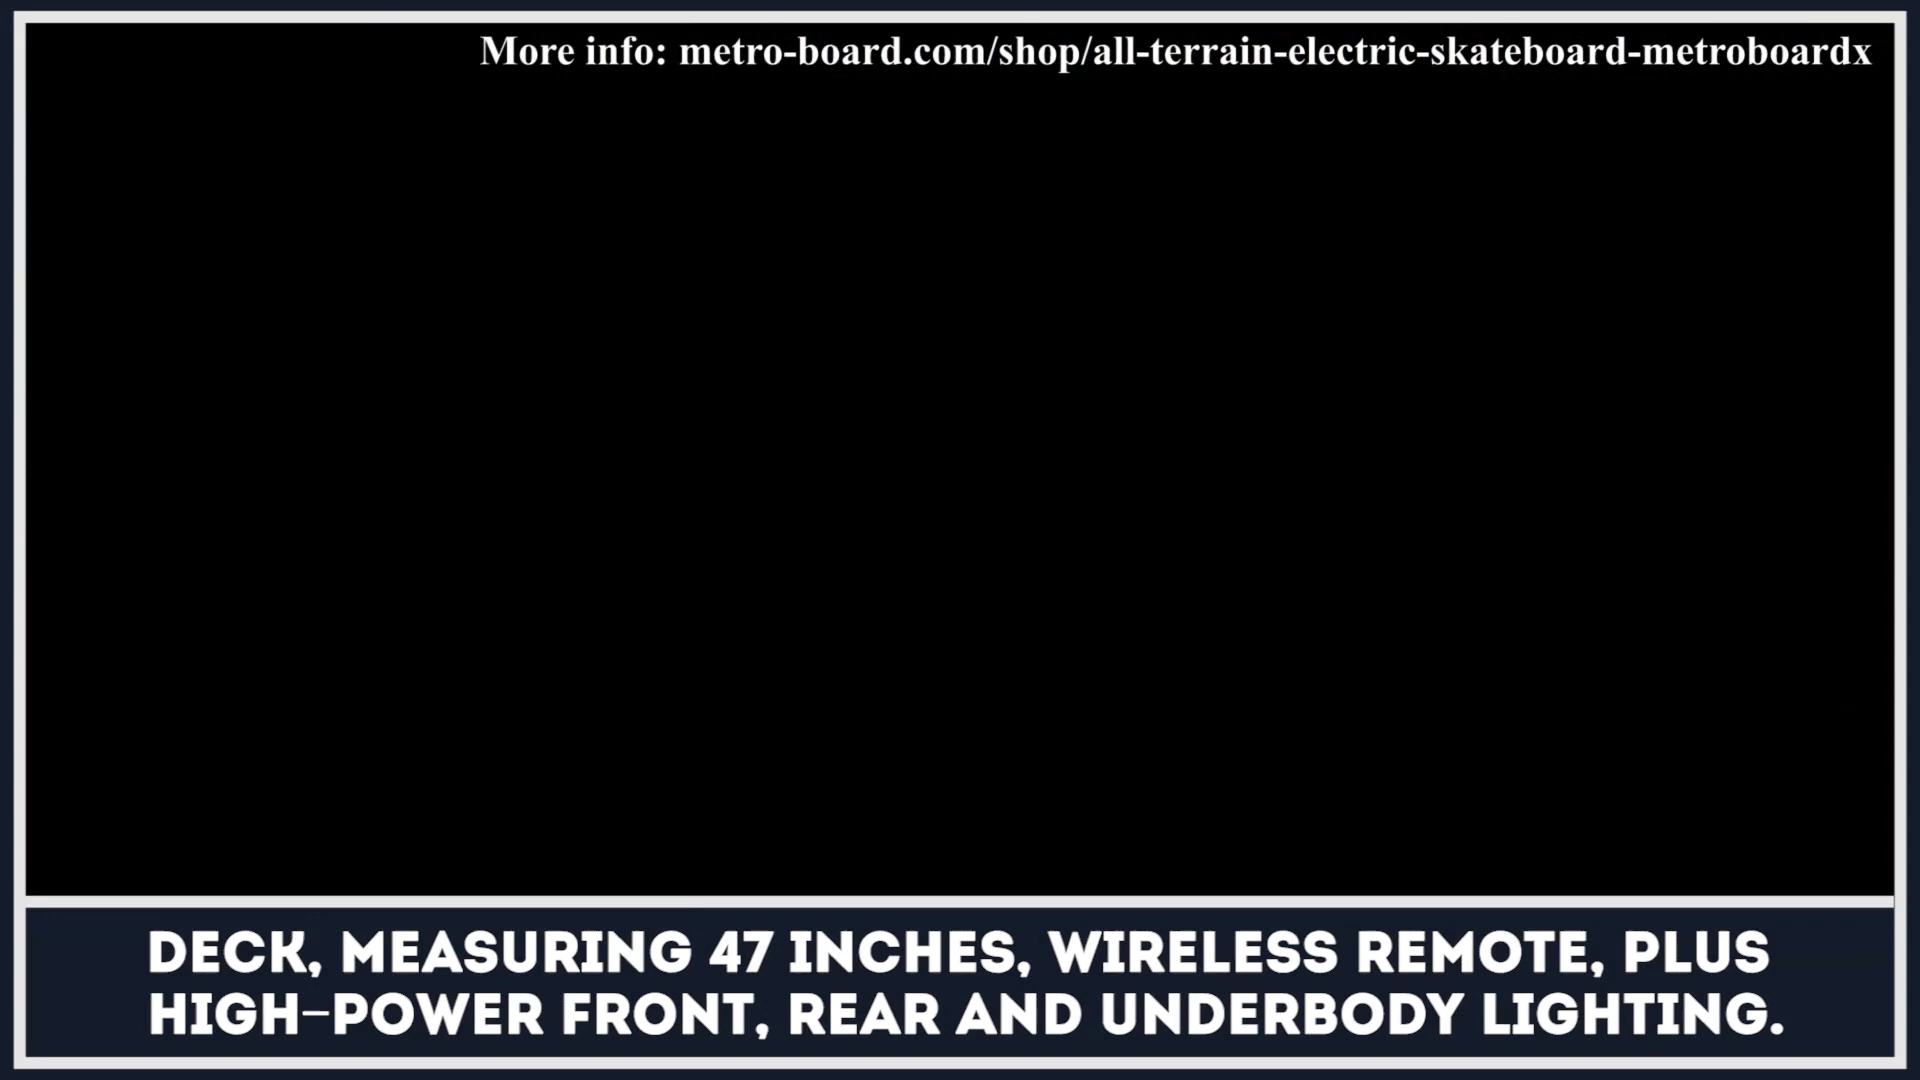 More info: metro-board.com/shop/all-terrain-electric-skateboard-metroboardx
DECK, MEASURING 47 INCHES, WIRELESS REMOTE, PLUS
HIGH-POWER FRONT, REAR AND UNDERBODY LIGHTING.